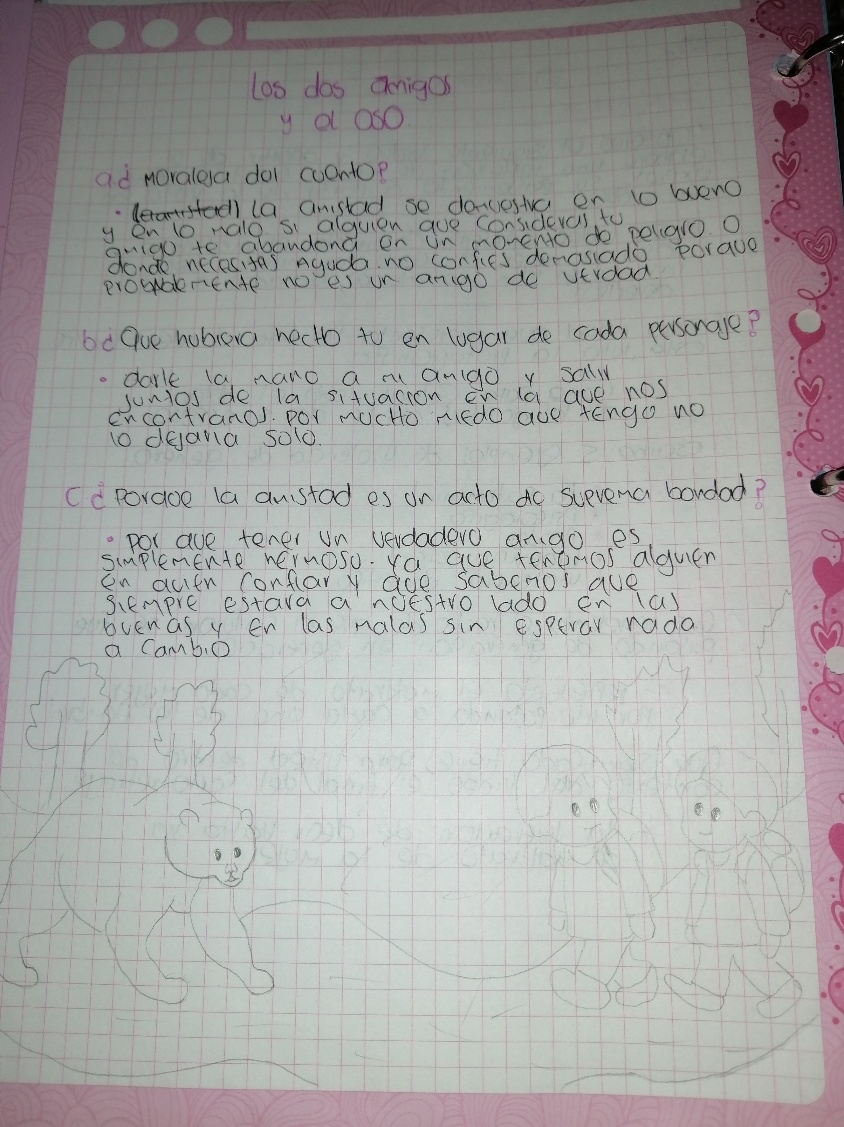 Los dos amigos
y el oso.
a¿ Moraleja del cuento?
· La amistad se demuestra en lo bueno
y en lo malo si alguien que consideras tu
amigo te abandona en un momento de peligro o
donde necesitas Ayuda no confies demasiado porque
probablemente no es un amigo de verdad.
b¿ Que hubiera hecho tu en lugar de cada personaje?
· darle la mano a mi amigo y salir
juntos de la situacion en la que nos
encontramos. por mucho miedo que tengo no
lo dejaria solo.
C¿ Porque la amistad es un acto de suprema bondad?
· por que tener un verdadero amigo es
simplemente hermoso. ya que tenemos alguien
en quien confiar y que sabemos que
siempre estara a nuestro lado en las
buenas y en las malas sin esperar nada
a cambio